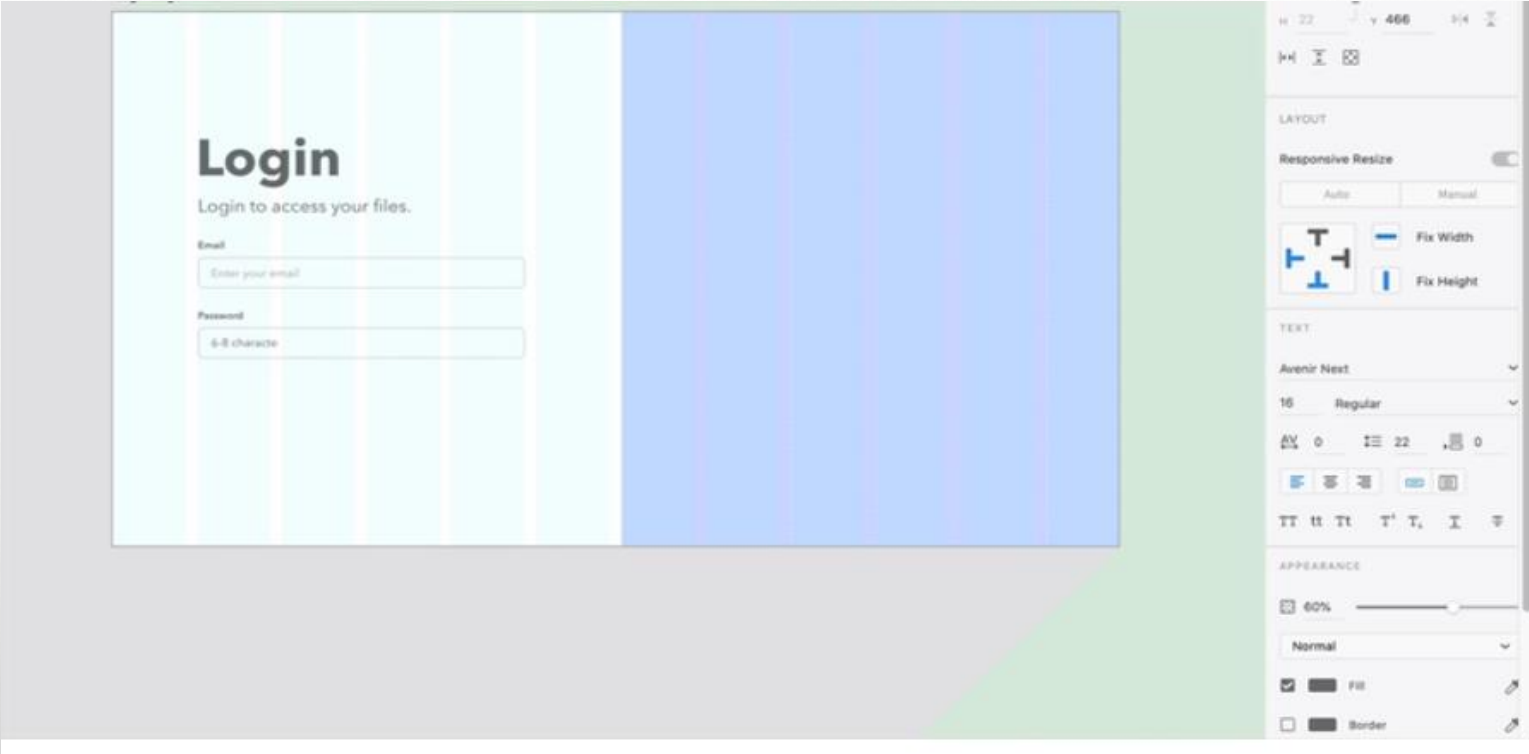 Login
Login to access your files.
Email
Enter your email
Password
6-8 characte
H 22 Y 466
LAYOUT
Responsive Resize
Auto Manual
Fix Width
Fix Height
TEXT
Avenir Next
16 Regular
AV 0 22 0
TT tt Tt T' T, T
APPEARANCE
60%
Normal
Fill
Border